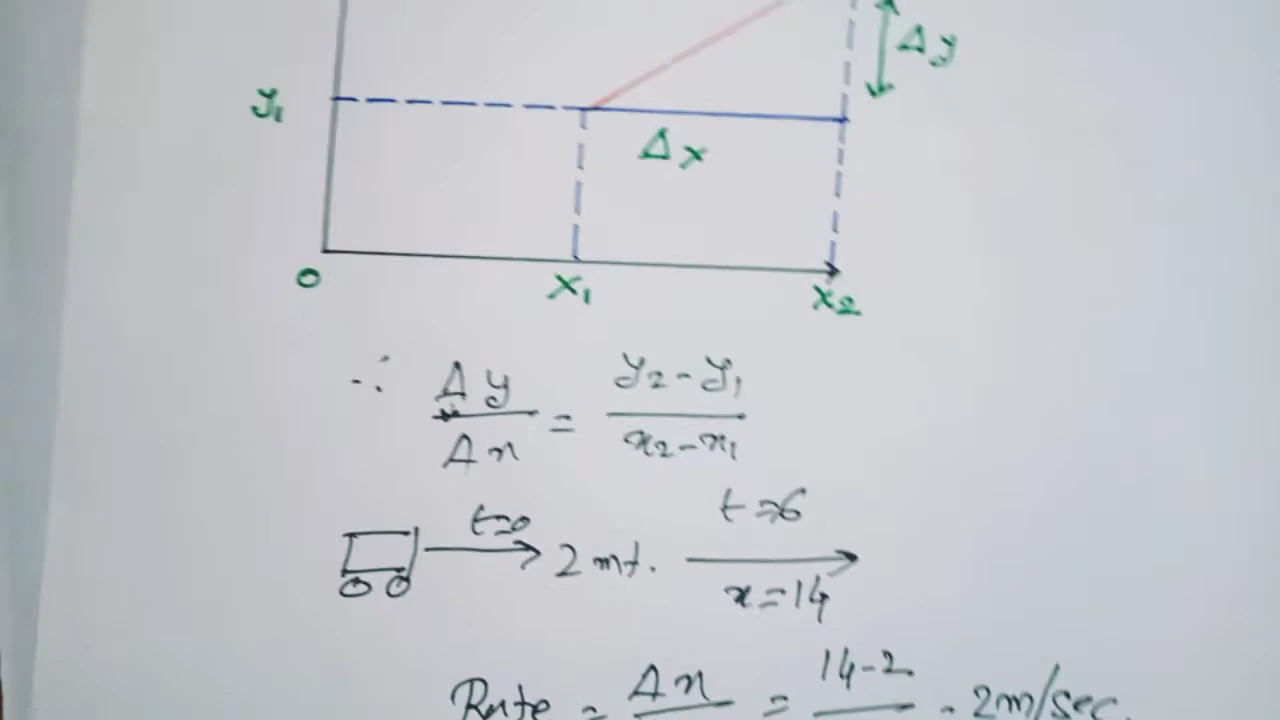 Δy
y₁
Δx
0
x₁ x₂
∴ Δy/Δx = y₂-y₁/x₂-x₁
t=0 2 mt. t=6
x=14
Rate = Δx = 14-2 = 2m/sec.